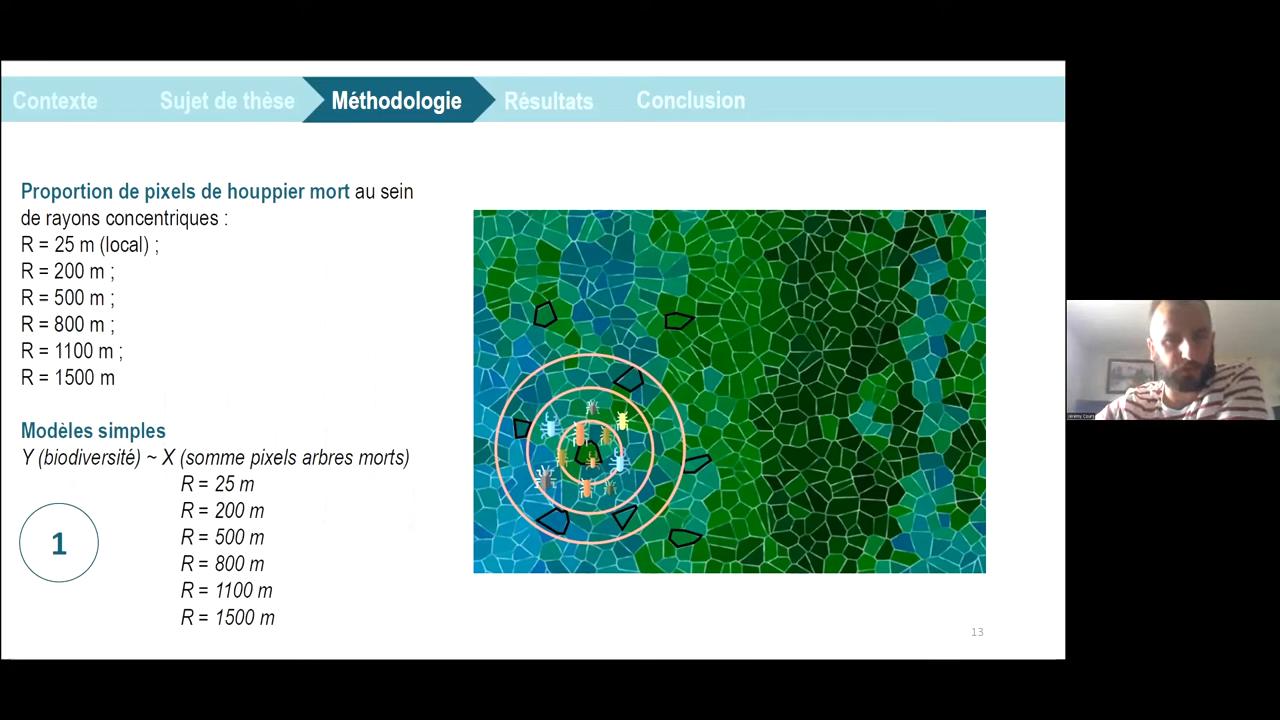 Contexte
Sujet de thèse
Méthodologie
Résultats
Conclusion
Proportion de pixels de houppier mort au sein
de rayons concentriques :
R = 25 m (local) ;
R = 200 m ;
R = 500 m ;
R = 800 m ;
R = 1100 m ;
R = 1500 m
Modèles simples
Y (biodiversité) ~ X (somme pixels arbres morts)
R = 25 m
R = 200 m
R = 500 m
R = 800 m
R = 1100 m
R = 1500 m
1
13